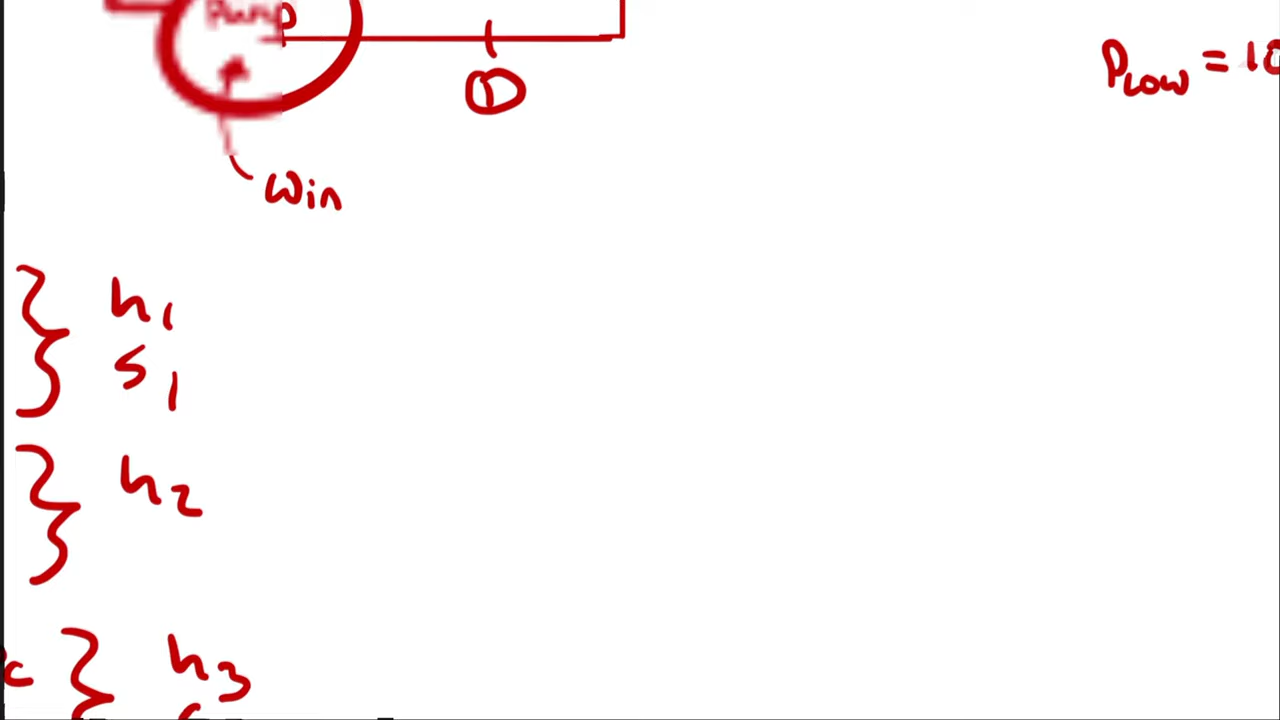 Pump
①
P_Low = 10
Win
} h1
s1
} h2
} h3